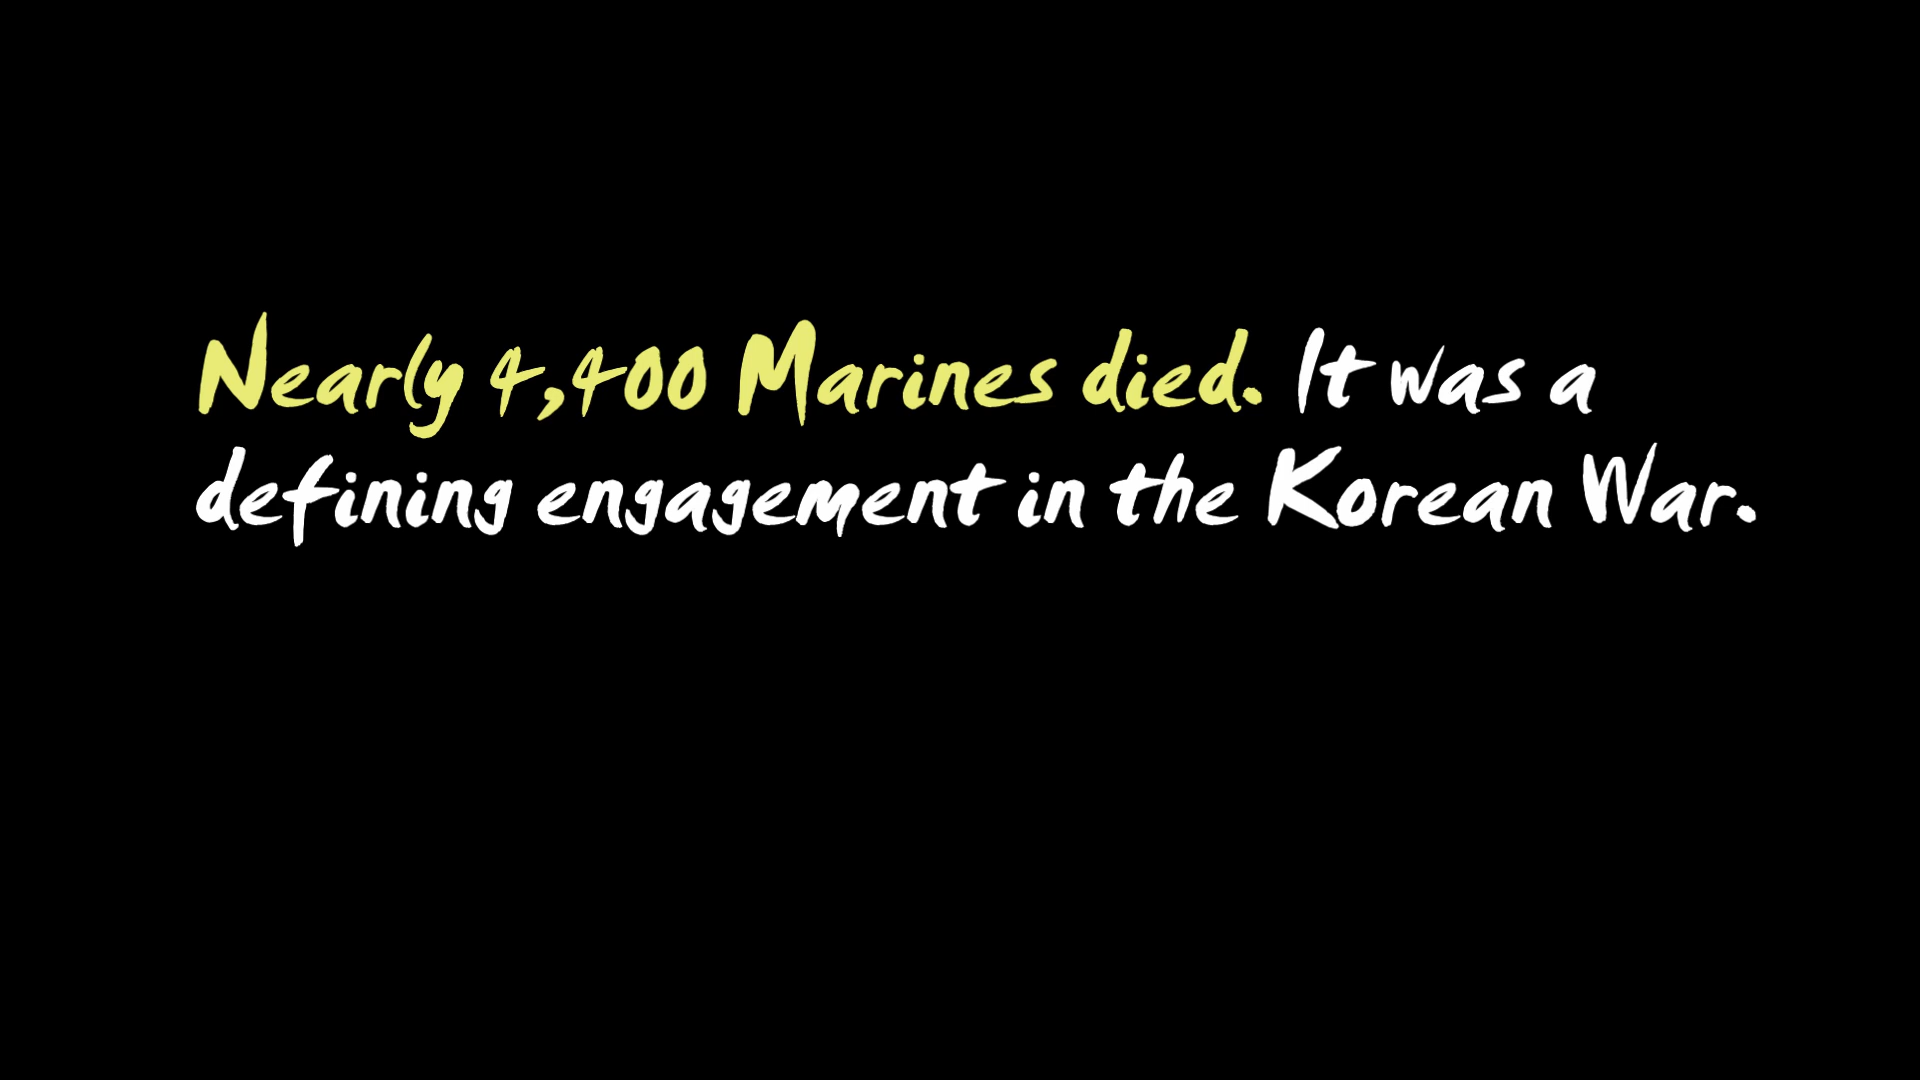 Nearly 4,400 Marines died. It was a
defining engagement in the Korean War.